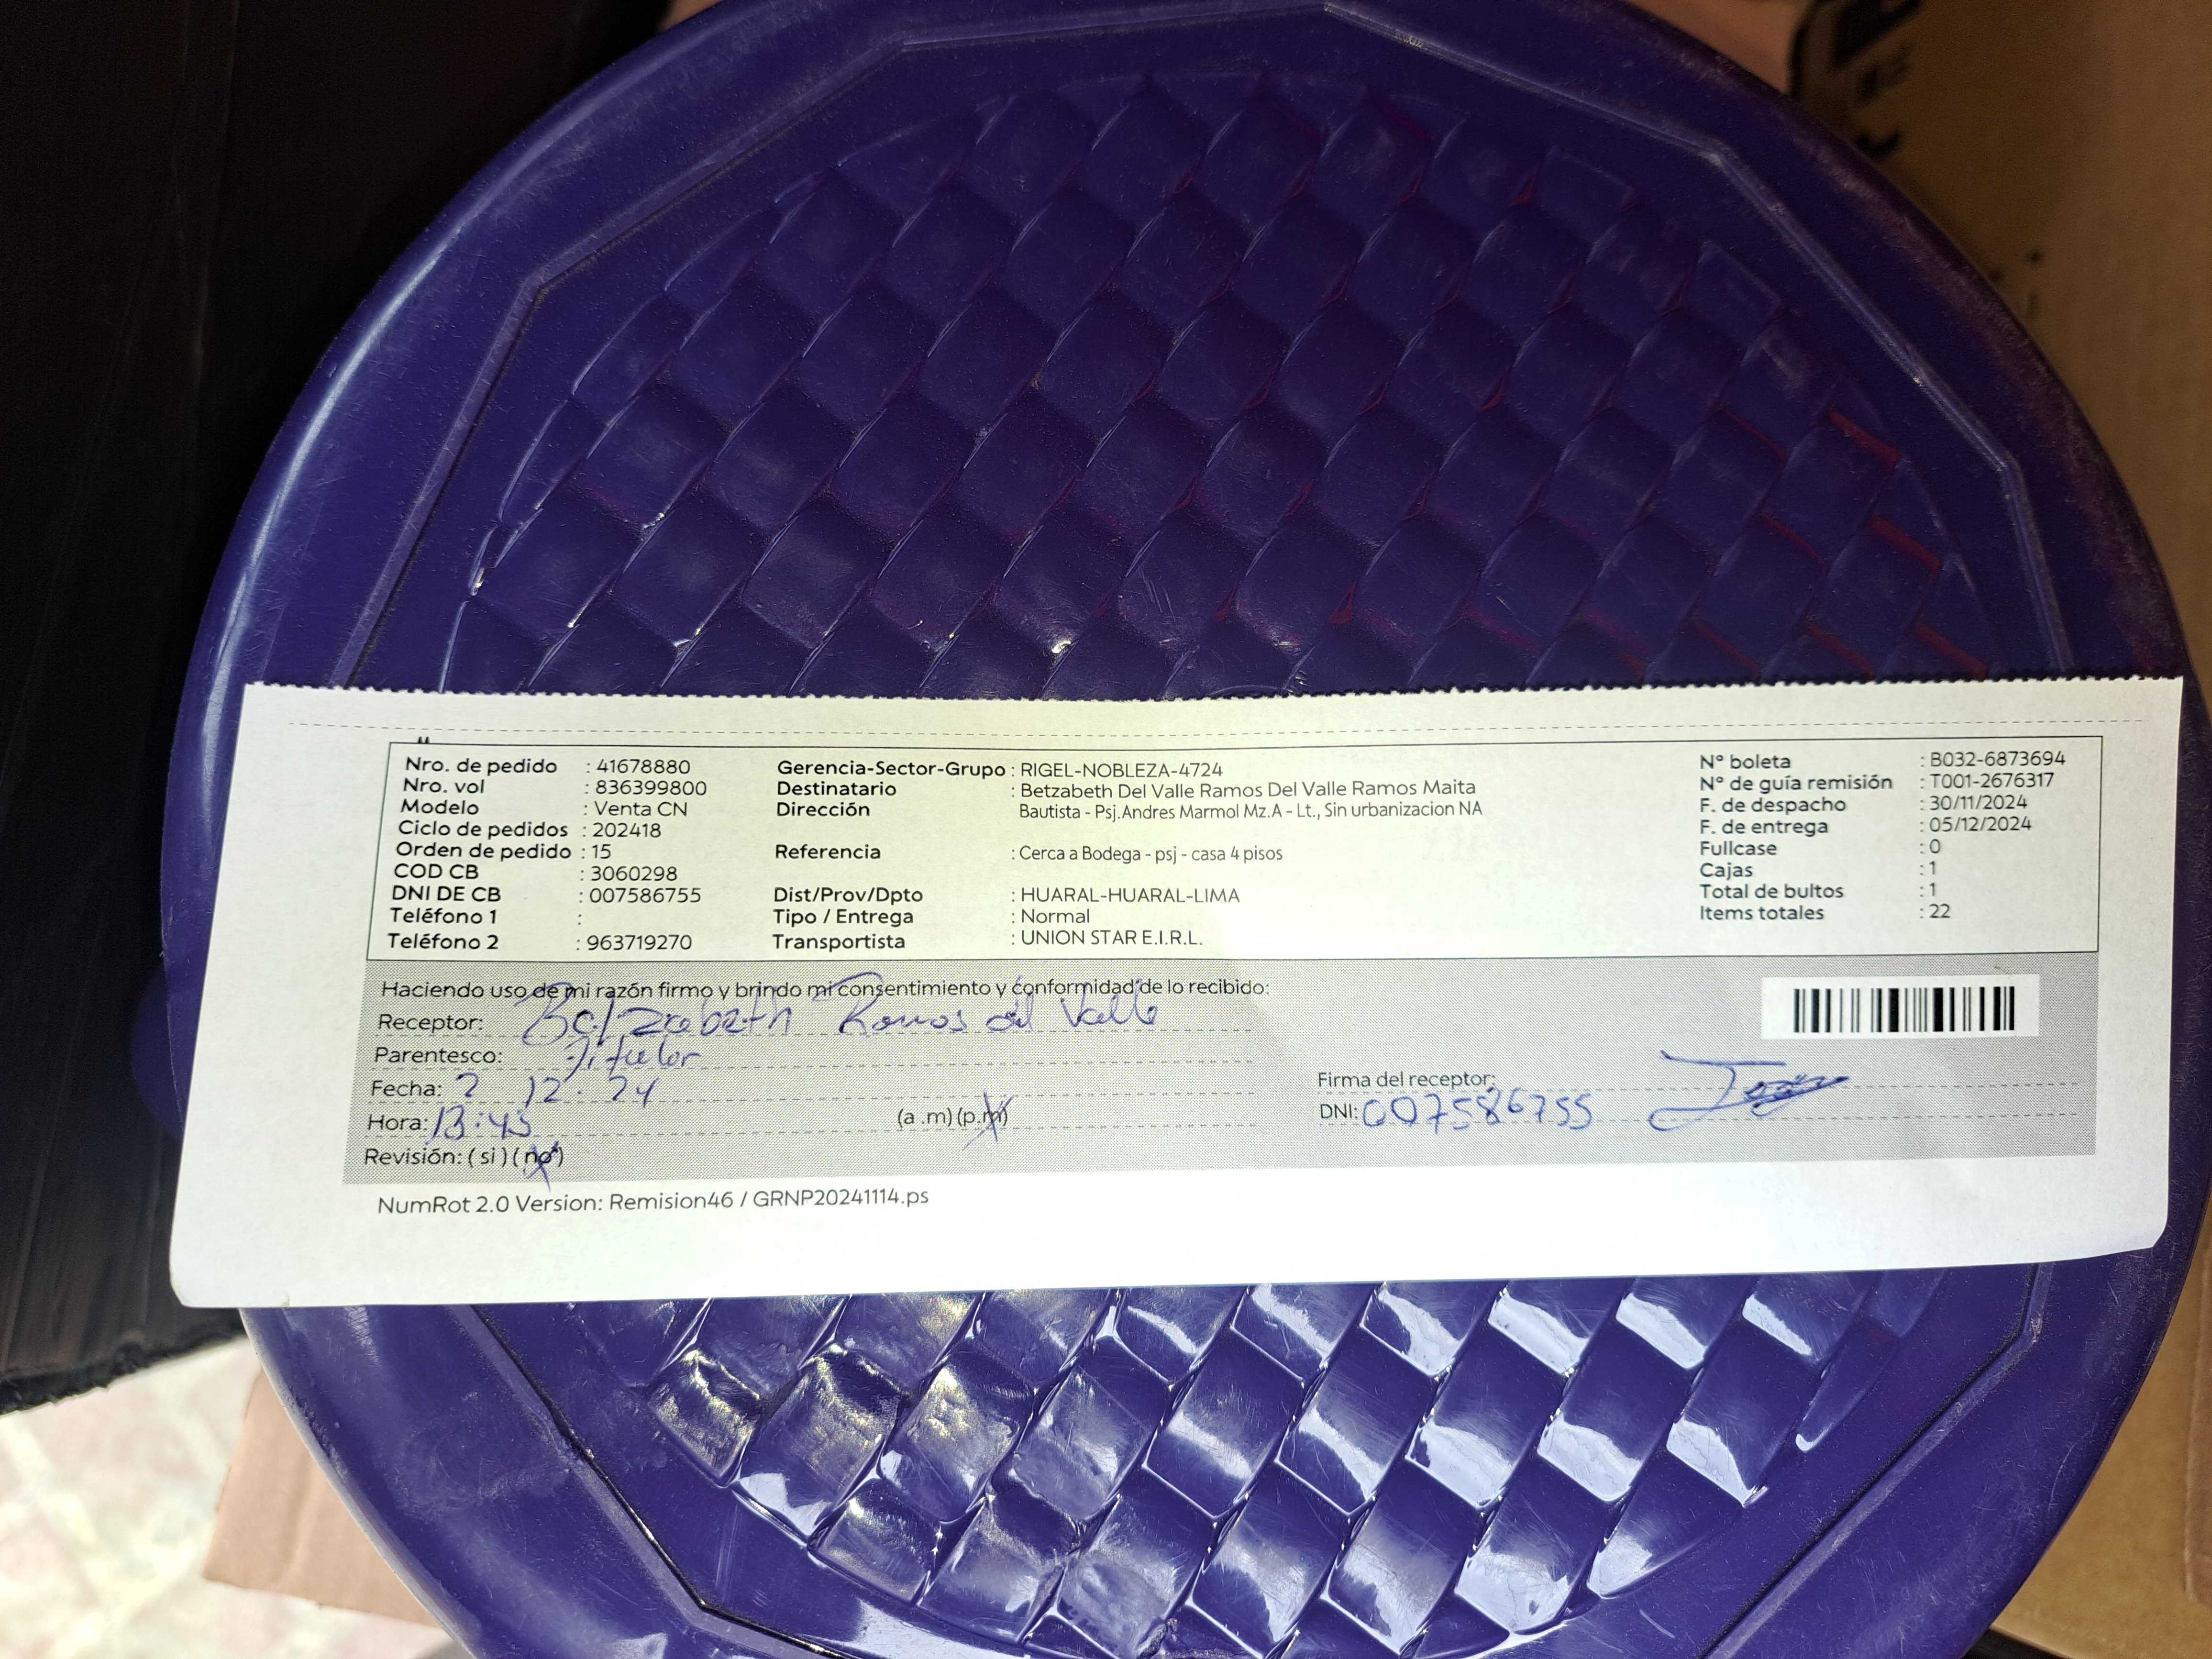 Nro. de pedido : 41678880 Gerencia-Sector-Grupo : RIGEL-NOBLEZA-4724 Nº boleta : B032-6873694
Nro. vol : 836399800 Destinatario : Betzabeth Del Valle Ramos Del Valle Ramos Maita Nº de guía remisión : T001-2676317
Modelo : Venta CN Dirección Bautista - Psj.Andres Marmol Mz.A - Lt., Sin urbanizacion NA F. de despacho : 30/11/2024
Ciclo de pedidos : 202418 F. de entrega : 05/12/2024
Orden de pedido : 15 Referencia : Cerca a Bodega - psj - casa 4 pisos Fullcase : 0
COD CB : 3060298 Cajas : 1
DNI DE CB : 007586755 Dist/Prov/Dpto : HUARAL-HUARAL-LIMA Total de bultos : 1
Teléfono 1 : Tipo / Entrega : Normal Items totales : 22
Teléfono 2 : 963719270 Transportista : UNION STAR E.I.R.L.
Haciendo uso de mi razón firmo y brindo mi consentimiento y conformidad de lo recibido:
Receptor: Betzabeth Ramos del Valle
Parentesco: Titular
Fecha: 2 12 . 24 Firma del receptor:
Hora: 13:45 (a .m) (p.m) DNI: 007586755
Revisión: ( sì ) ( no* )
NumRot 2.0 Version: Remision46 / GRNP20241114.ps